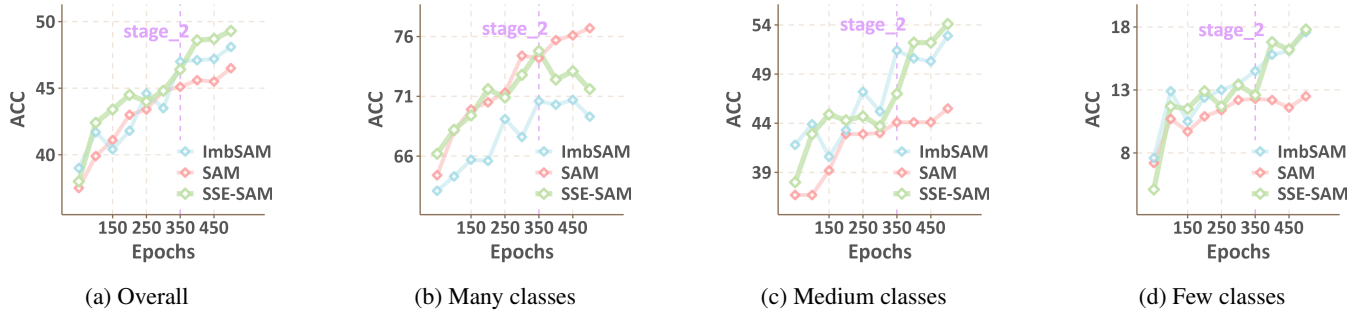 50
45
40
ACC
stage_2
ImbSAM
SAM
SSE-SAM
150 250 350 450
Epochs
(a) Overall
76
71
66
ACC
stage_2
ImbSAM
SAM
SSE-SAM
150 250 350 450
Epochs
(b) Many classes
54
49
44
39
ACC
stage_2
ImbSAM
SAM
SSE-SAM
150 250 350 450
Epochs
(c) Medium classes
18
13
8
ACC
stage_2
ImbSAM
SAM
SSE-SAM
150 250 350 450
Epochs
(d) Few classes